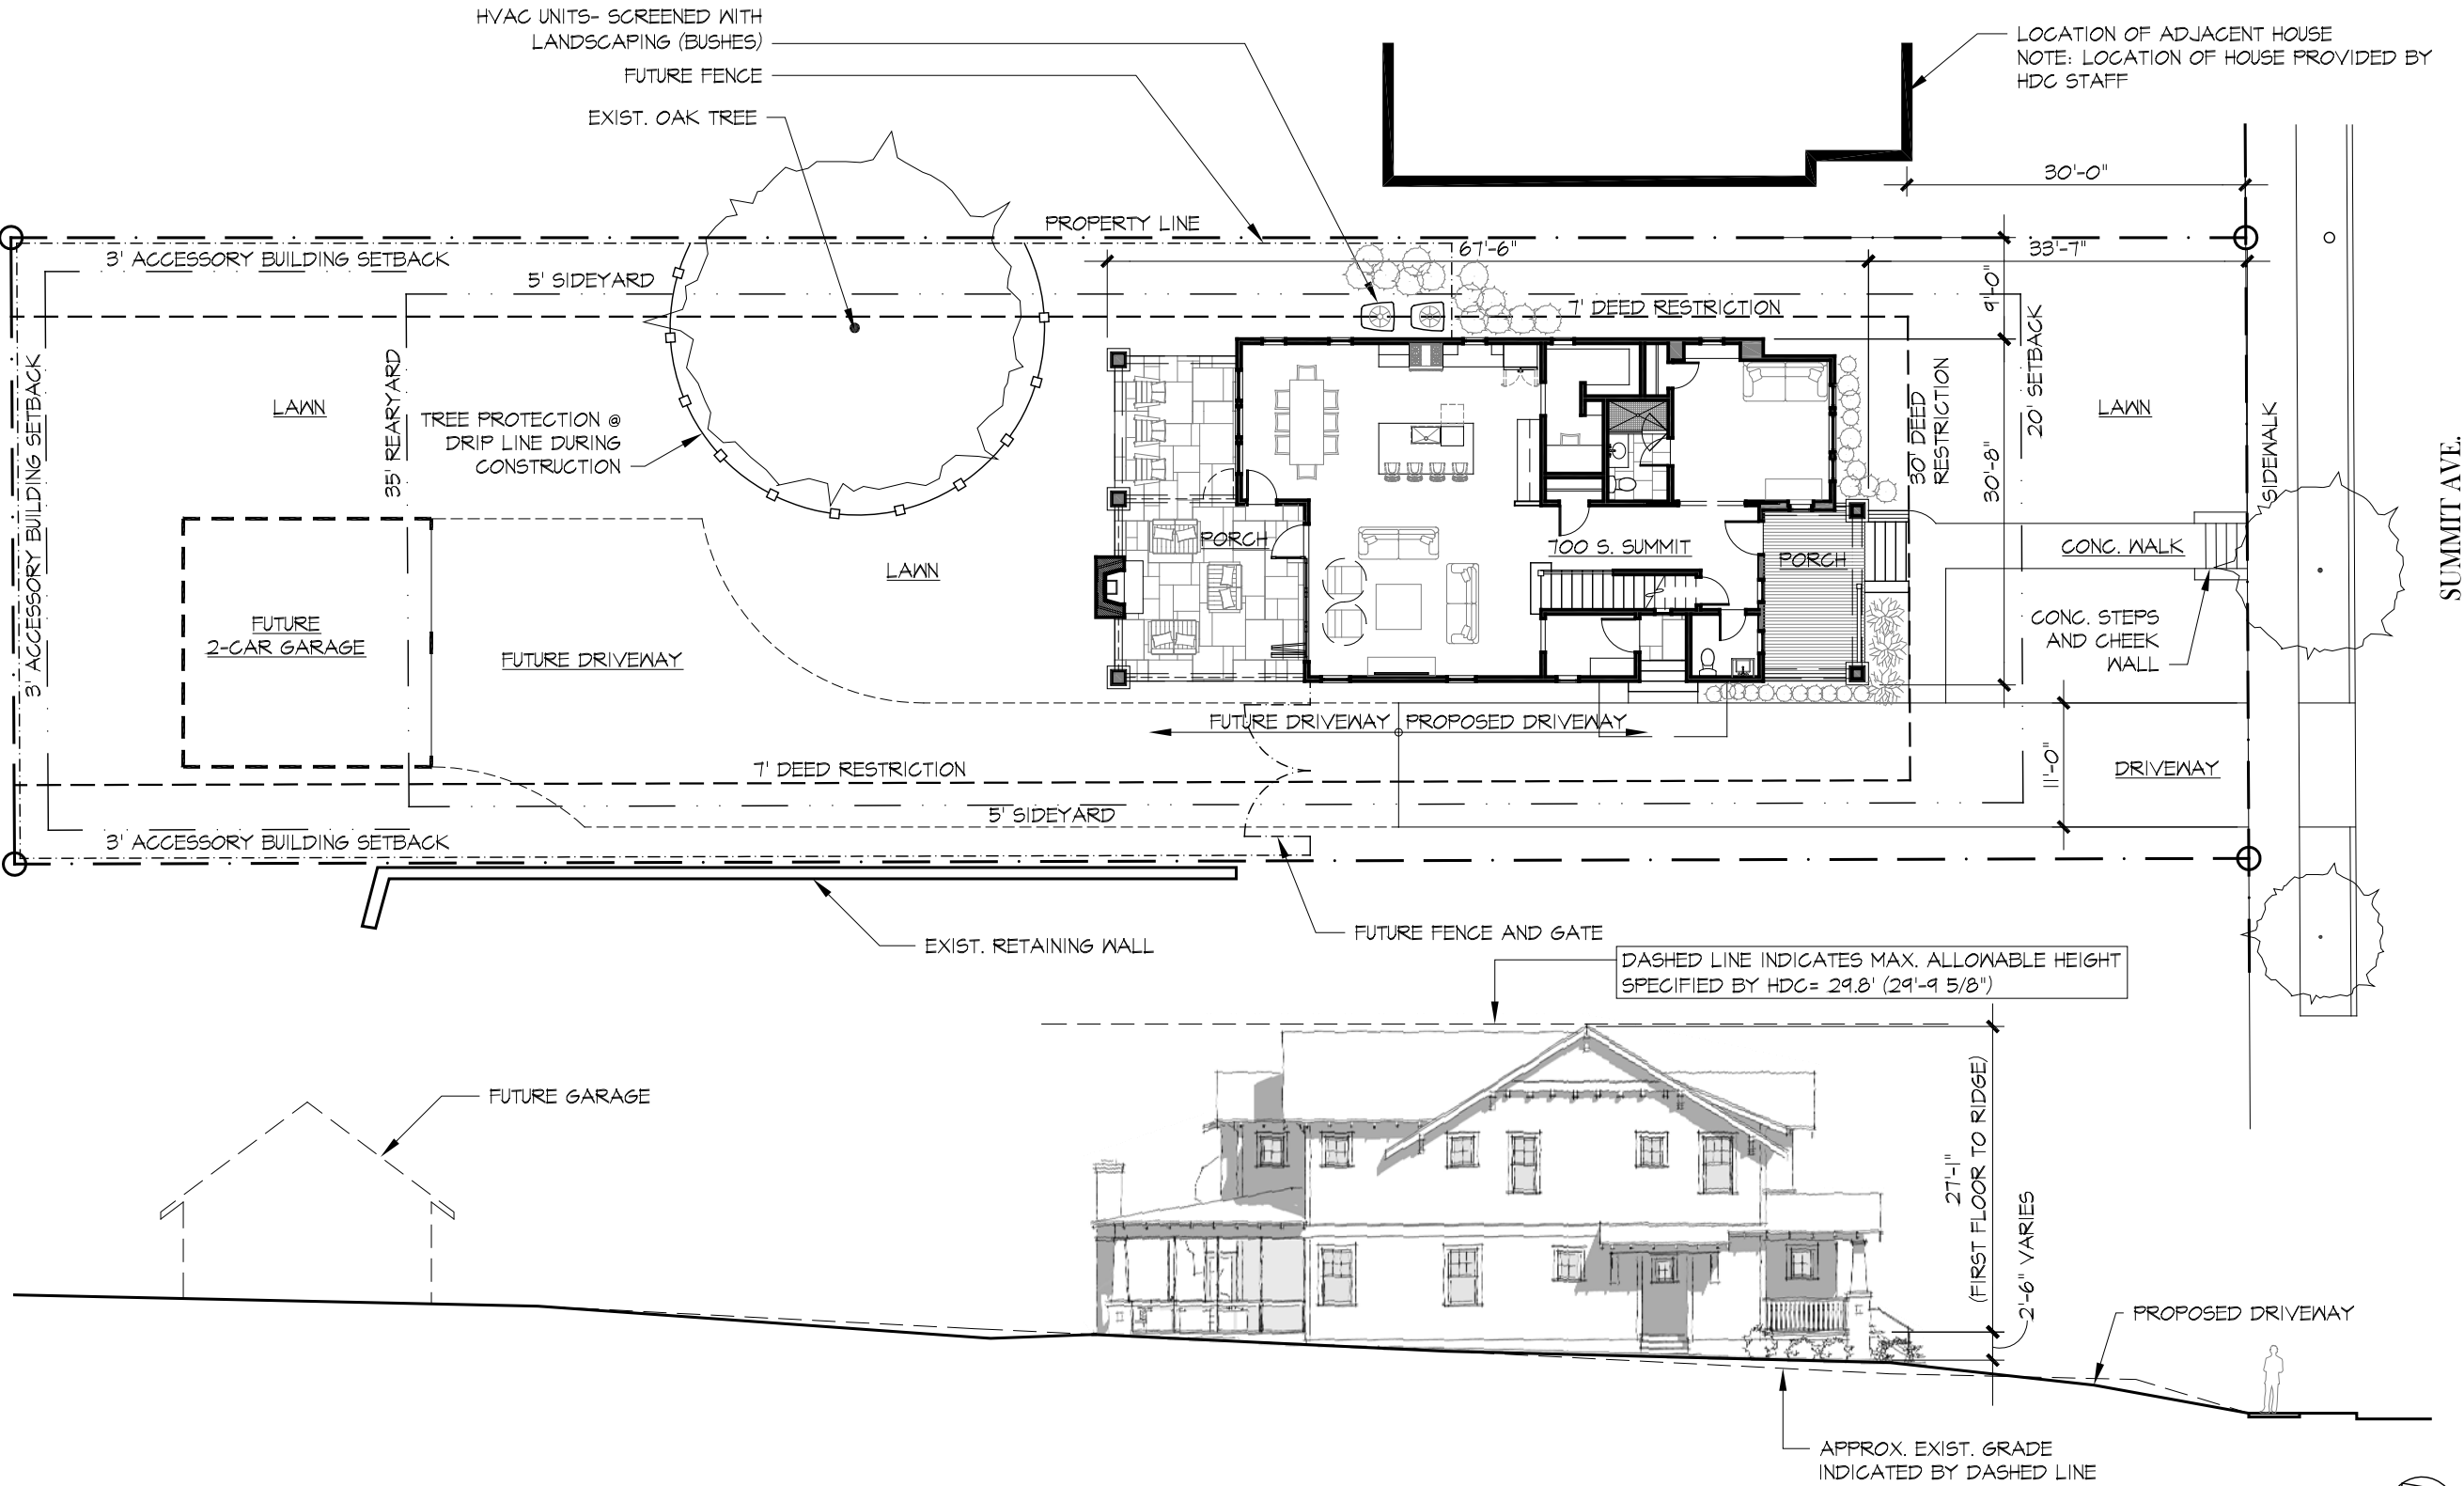 HVAC UNITS- SCREENED WITH
LANDSCAPING (BUSHES)
FUTURE FENCE
EXIST. OAK TREE
LOCATION OF ADJACENT HOUSE
NOTE: LOCATION OF HOUSE PROVIDED BY
HDC STAFF
30'-0"
PROPERTY LINE
3' ACCESSORY BUILDING SETBACK
5' SIDEYARD
67'-6"
33'-7"
9'-0"
7' DEED RESTRICTION
3' ACCESSORY BUILDING SETBACK
LAWN
35' REARYARD
TREE PROTECTION @
DRIP LINE DURING
CONSTRUCTION
30' DEED
RESTRICTION
20' SETBACK
30'-8"
LAWN
SIDEWALK
SUMMIT AVE.
LAWN
PORCH
700 S. SUMMIT
PORCH
CONC. WALK
CONC. STEPS
AND CHEEK
WALL
FUTURE
2-CAR GARAGE
FUTURE DRIVEWAY
FUTURE DRIVEWAY
PROPOSED DRIVEWAY
11'-0"
DRIVEWAY
7' DEED RESTRICTION
5' SIDEYARD
3' ACCESSORY BUILDING SETBACK
EXIST. RETAINING WALL
FUTURE FENCE AND GATE
DASHED LINE INDICATES MAX. ALLOWABLE HEIGHT
SPECIFIED BY HDC= 29.8' (29'-9 5/8")
FUTURE GARAGE
27'-1"
(FIRST FLOOR TO RIDGE)
2'-6" VARIES
PROPOSED DRIVEWAY
APPROX. EXIST. GRADE
INDICATED BY DASHED LINE